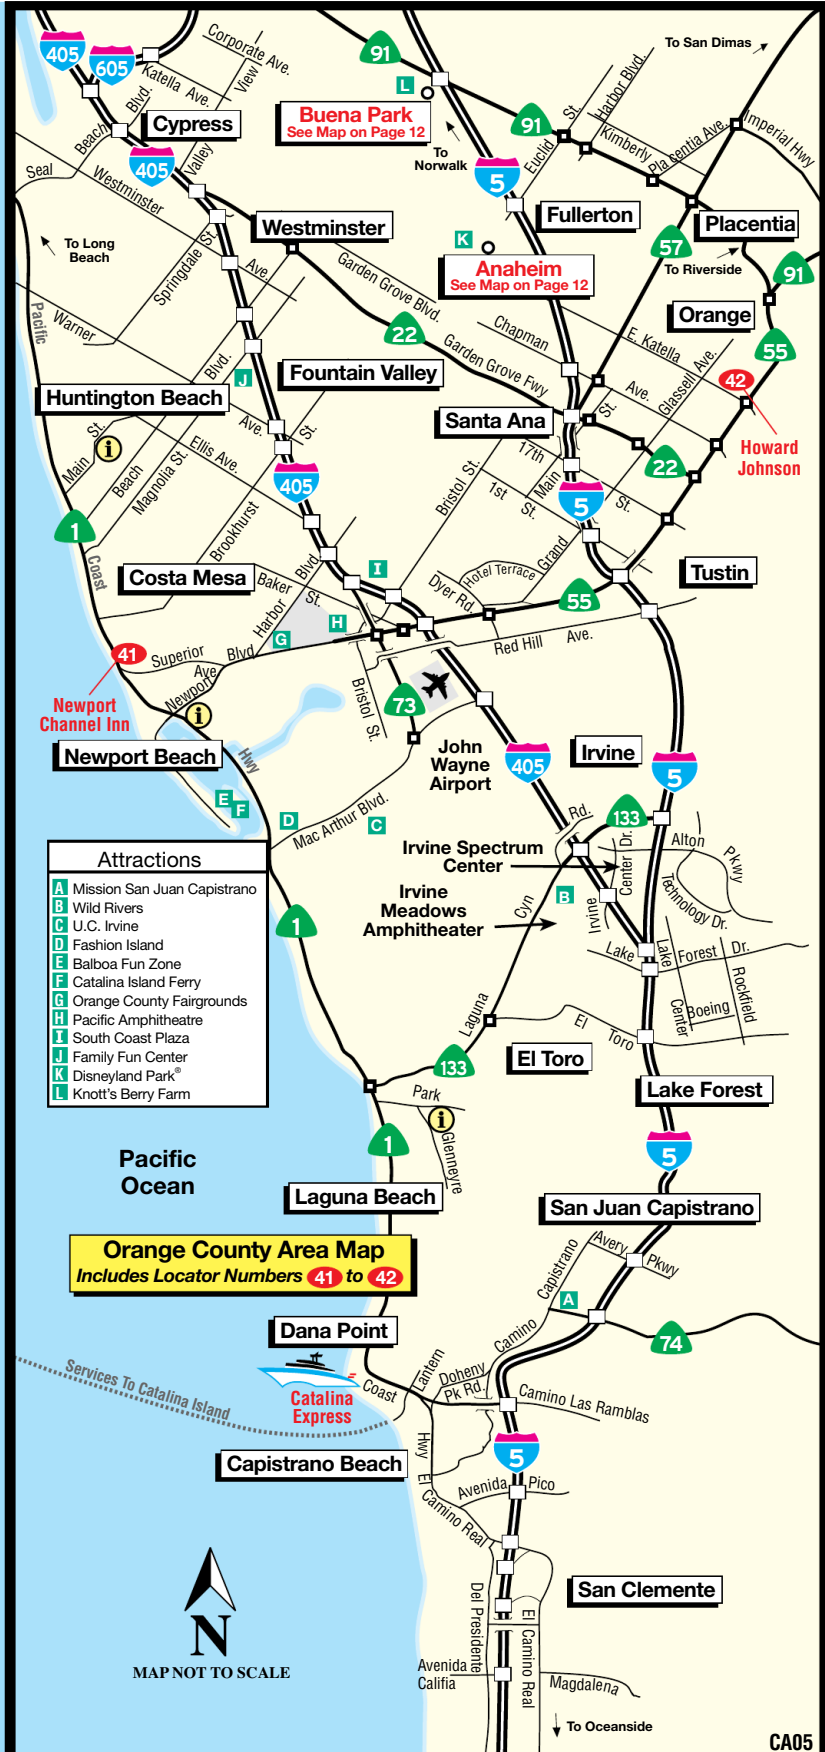 405
605
Corporate Ave.
View
Katella Ave.
91
To San Dimas
L
Buena Park
See Map on Page 12
To
Norwalk
91
Euclid St.
Harbor Blvd.
Kimberly
Placentia Ave.
Imperial Hwy
Beach Blvd.
Cypress
405
Valley
Seal
Westminster
Ave.
5
Westminster
Fullerton
Placentia
To Long
Beach
Springdale St.
K
Anaheim
See Map on Page 12
57
To Riverside
91
Garden Grove Blvd.
Pacific
Warner
Ave.
22
Chapman
Ave.
E. Katella
Orange
55
Garden Grove Fwy
Glassell Ave.
J
Fountain Valley
Huntington Beach
Santa Ana
St.
42
Howard
Johnson
Main St.
i
Beach
Blvd.
Magnolia St.
Ellis Ave.
Brookhurst
St.
405
17th
Main
St.
22
Bristol St.
1st
St.
5
1
Coast
Costa Mesa
Baker
St.
Harbor
Blvd.
I
Hotel Terrace
Grand
Dyer Rd.
55
Tustin
G
H
41
Newport
Channel Inn
Superior
Ave.
Newport
Blvd
Red Hill Ave.
i
Bristol St.
73
John
Wayne
Airport
405
Irvine
5
Newport Beach
Hwy
E
F
D
Mac Arthur Blvd.
C
Rd.
133
Alton
Pkwy
Irvine Spectrum
Center
Irvine
Center Dr.
Technology Dr.
Irvine
Meadows
Amphitheater
B
Cyn
Laguna
Attractions
A Mission San Juan Capistrano
B Wild Rivers
C U.C. Irvine
D Fashion Island
E Balboa Fun Zone
F Catalina Island Ferry
G Orange County Fairgrounds
H Pacific Amphitheatre
I South Coast Plaza
J Family Fun Center
K Disneyland Park®
L Knott's Berry Farm
1
Lake Forest Dr.
Lake
Center
Boeing
Rockfield
El Toro
El Toro
133
Lake Forest
Park
i
Glenneyre
1
5
Pacific
Ocean
Laguna Beach
San Juan Capistrano
Orange County Area Map
Includes Locator Numbers 41 to 42
Avery Pkwy
Camino Capistrano
A
74
Dana Point
Services To Catalina Island
Catalina
Express
Coast
Hwy
Lantern
Doheny
Pk Rd.
Camino Las Ramblas
5
Capistrano Beach
El Camino Real
Avenida Pico
San Clemente
Del Presidente
El Camino Real
N
MAP NOT TO SCALE
Avenida
Califia
Magdalena
To Oceanside
CA05